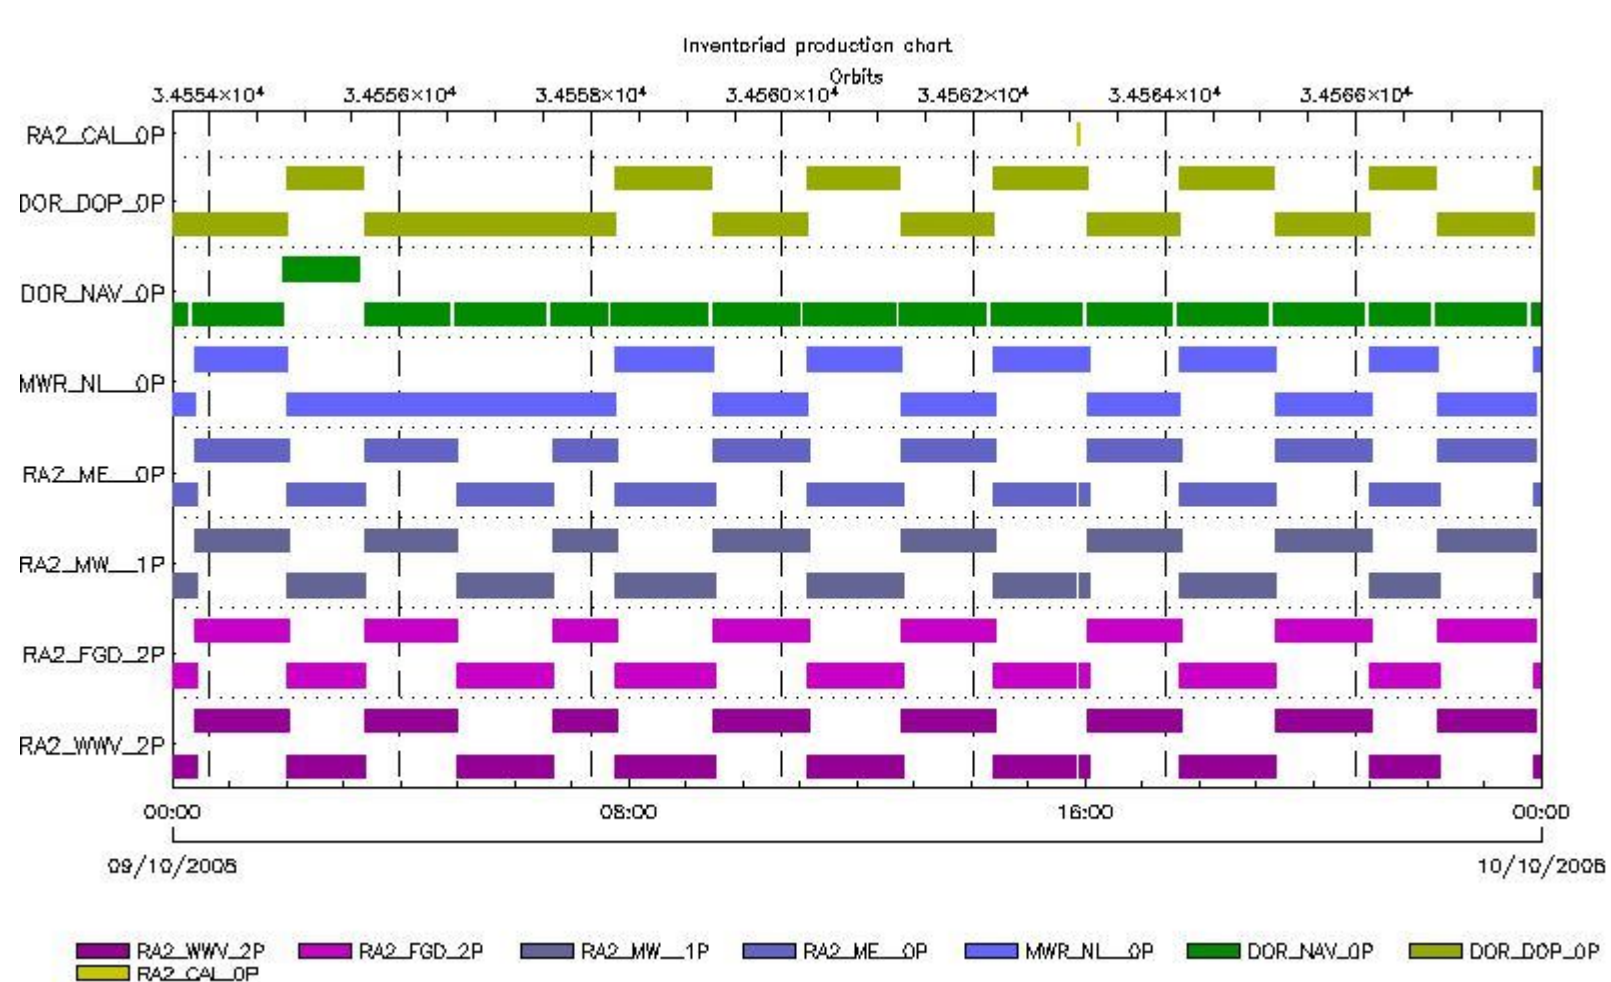 Inventoried production chart
Orbits
3.4554×10⁴ 3.4556×10⁴ 3.4558×10⁴ 3.4560×10⁴ 3.4562×10⁴ 3.4564×10⁴ 3.4566×10⁴
RA2_CAL_0P
DOR_DOP_0P
DOR_NAV_0P
MWR_NL__0P
RA2_ME__0P
RA2_MW__1P
RA2_FGD_2P
RA2_WWV_2P
00:00 08:00 16:00 00:00
09/10/2008 10/10/2008
RA2_WWV_2P RA2_FGD_2P RA2_MW__1P RA2_ME__0P MWR_NL__0P DOR_NAV_0P DOR_DOP_0P
RA2_CAL_0P